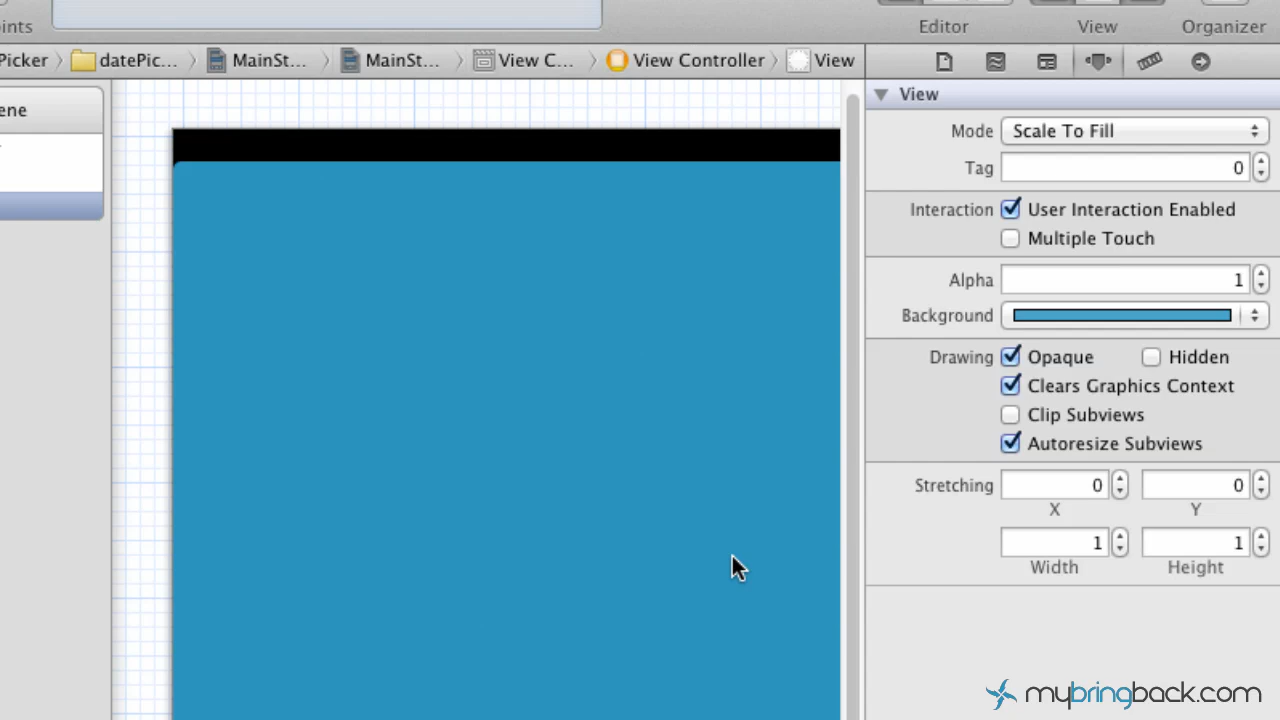 ints
Editor
View
Organizer
Picker
datePic...
MainSt...
MainSt...
View C...
View Controller
View
ene
View
Mode Scale To Fill
Tag 0
Interaction User Interaction Enabled
Multiple Touch
Alpha 1
Background
Drawing Opaque Hidden
Clears Graphics Context
Clip Subviews
Autoresize Subviews
Stretching 0 0
X Y
1 1
Width Height
mybringback.com